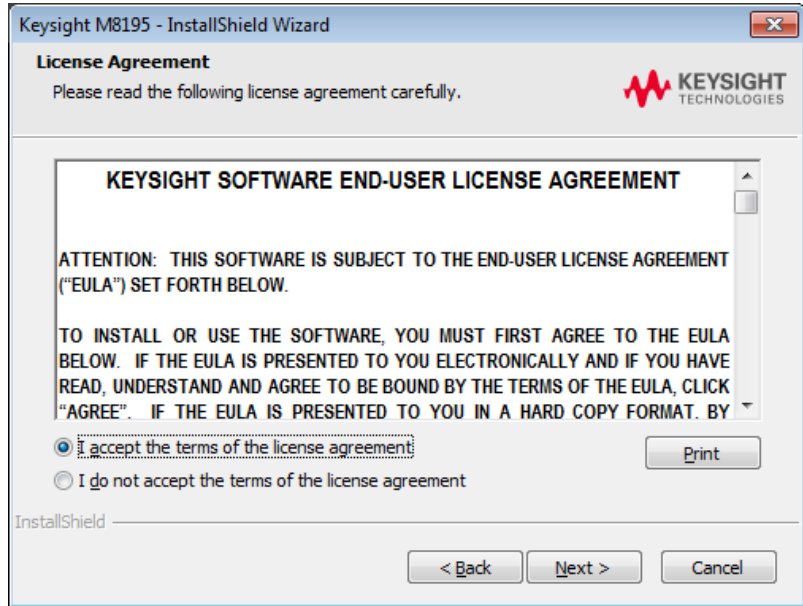 Keysight M8195 - InstallShield Wizard
License Agreement
Please read the following license agreement carefully.
KEYSIGHT
TECHNOLOGIES
KEYSIGHT SOFTWARE END-USER LICENSE AGREEMENT
ATTENTION: THIS SOFTWARE IS SUBJECT TO THE END-USER LICENSE AGREEMENT
("EULA") SET FORTH BELOW.
TO INSTALL OR USE THE SOFTWARE, YOU MUST FIRST AGREE TO THE EULA
BELOW. IF THE EULA IS PRESENTED TO YOU ELECTRONICALLY AND IF YOU HAVE
READ, UNDERSTAND AND AGREE TO BE BOUND BY THE TERMS OF THE EULA, CLICK
"AGREE". IF THE EULA IS PRESENTED TO YOU IN A HARD COPY FORMAT, BY
I accept the terms of the license agreement
Print
I do not accept the terms of the license agreement
InstallShield
< Back
Next >
Cancel